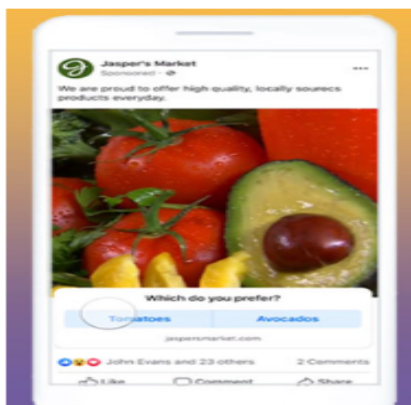 Jasper's Market
Sponsored ·
We are proud to offer high quality, locally sourecs
products everyday.
Which do you prefer?
Tomatoes Avocados
jaspersmarket.com
John Evans and 23 others 2 Comments
Like Comment Share